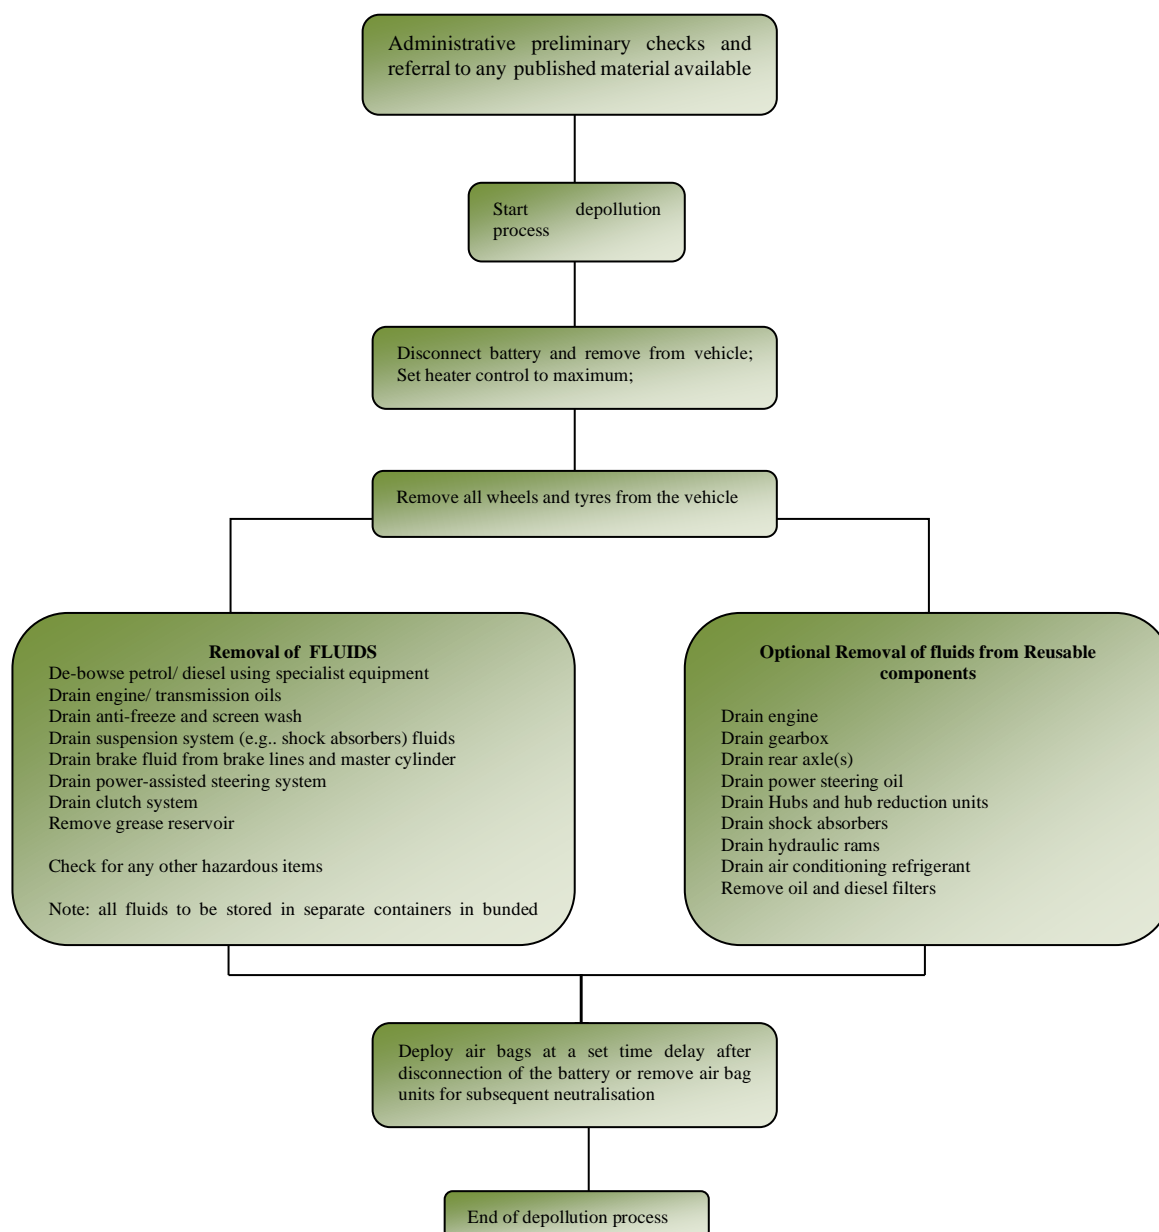 Administrative preliminary checks and
referral to any published material available
Start depollution
process
Disconnect battery and remove from vehicle;
Set heater control to maximum;
Remove all wheels and tyres from the vehicle
Removal of FLUIDS
De-bowse petrol/ diesel using specialist equipment
Drain engine/ transmission oils
Drain anti-freeze and screen wash
Drain suspension system (e.g.. shock absorbers) fluids
Drain brake fluid from brake lines and master cylinder
Drain power-assisted steering system
Drain clutch system
Remove grease reservoir
Check for any other hazardous items
Note: all fluids to be stored in separate containers in bunded
Optional Removal of fluids from Reusable
components
Drain engine
Drain gearbox
Drain rear axle(s)
Drain power steering oil
Drain Hubs and hub reduction units
Drain shock absorbers
Drain hydraulic rams
Drain air conditioning refrigerant
Remove oil and diesel filters
Deploy air bags at a set time delay after
disconnection of the battery or remove air bag
units for subsequent neutralisation
End of depollution process